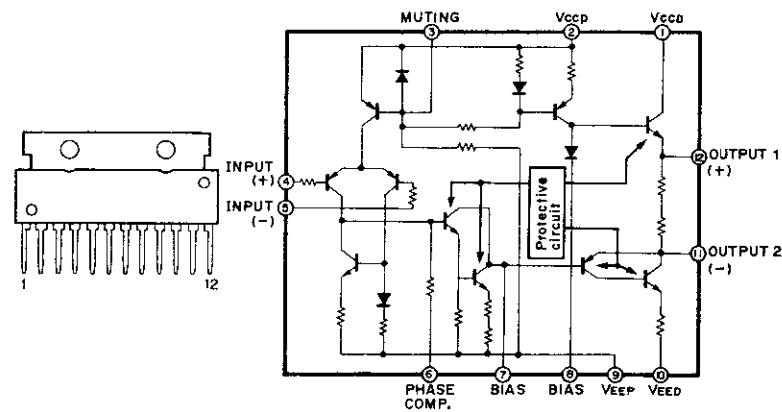 MUTING
VCCP
VCCD
3
2
1
INPUT
(+)
4
INPUT
(-)
5
12
OUTPUT 1
(+)
Protective
circuit
11
OUTPUT 2
(-)
1
12
6
7
8
9
10
PHASE
COMP.
BIAS
BIAS
VEEP
VEED